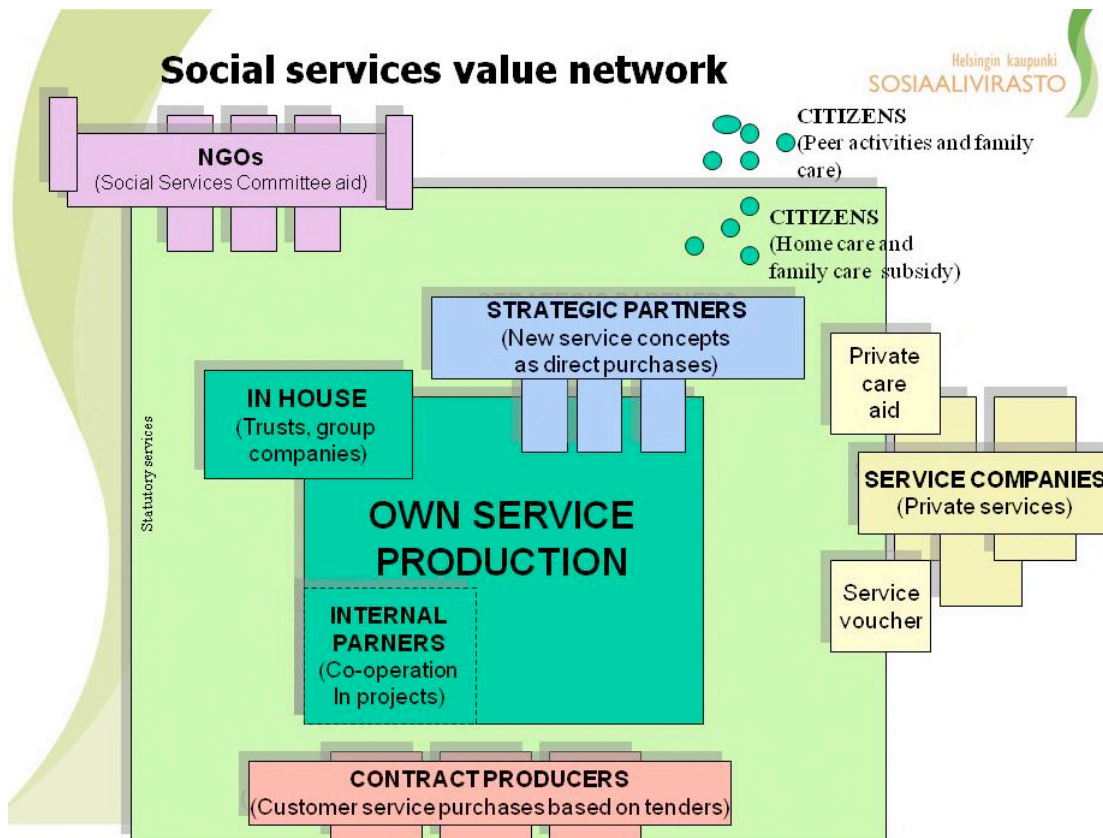 Social services value network
Helsingin kaupunki
SOSIAALIVIRASTO
CITIZENS
(Peer activities and family
care)
NGOs
(Social Services Committee aid)
CITIZENS
(Home care and
family care subsidy)
STRATEGIC PARTNERS
(New service concepts
as direct purchases)
Private
care
aid
IN HOUSE
(Trusts, group
companies)
Statutory services
SERVICE COMPANIES
(Private services)
OWN SERVICE
PRODUCTION
Service
voucher
INTERNAL
PARNERS
(Co-operation
In projects)
CONTRACT PRODUCERS
(Customer service purchases based on tenders)